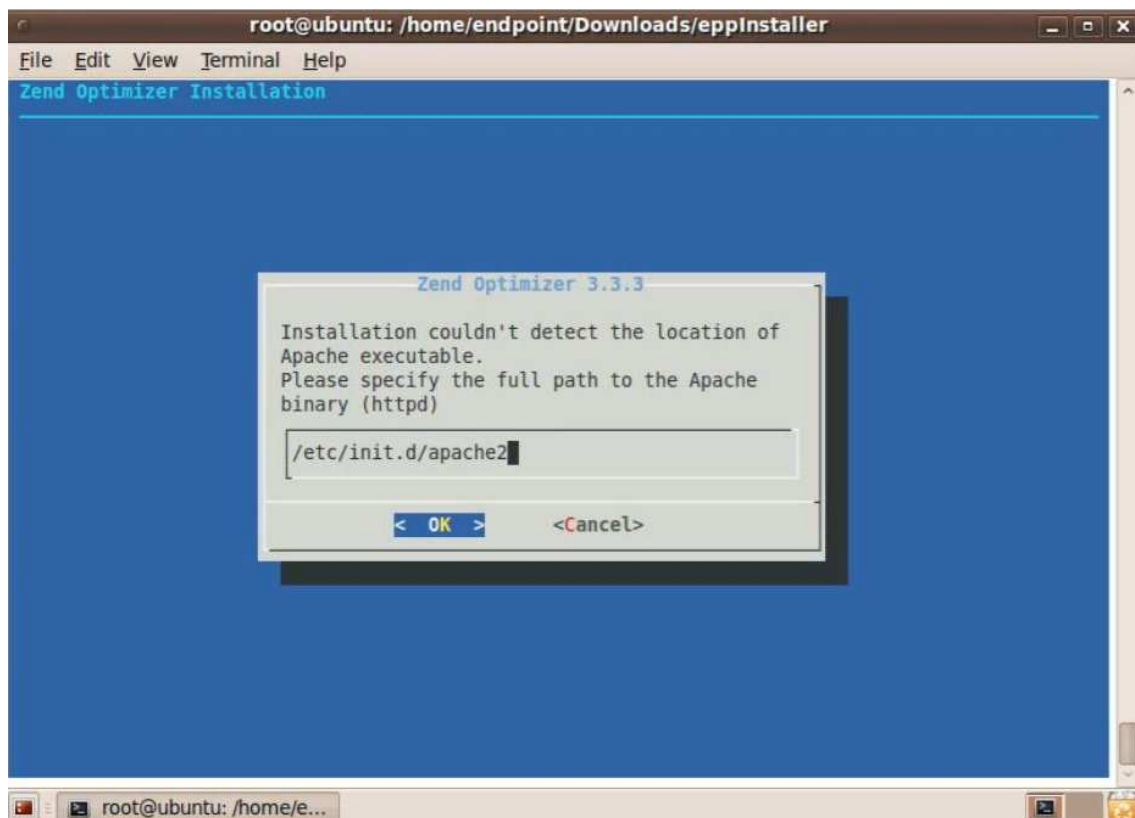 root@ubuntu: /home/endpoint/Downloads/eppInstaller
File Edit View Terminal Help
Zend Optimizer Installation
Zend Optimizer 3.3.3
Installation couldn't detect the location of
Apache executable.
Please specify the full path to the Apache
binary (httpd)
/etc/init.d/apache2
< OK > <Cancel>
root@ubuntu: /home/e...